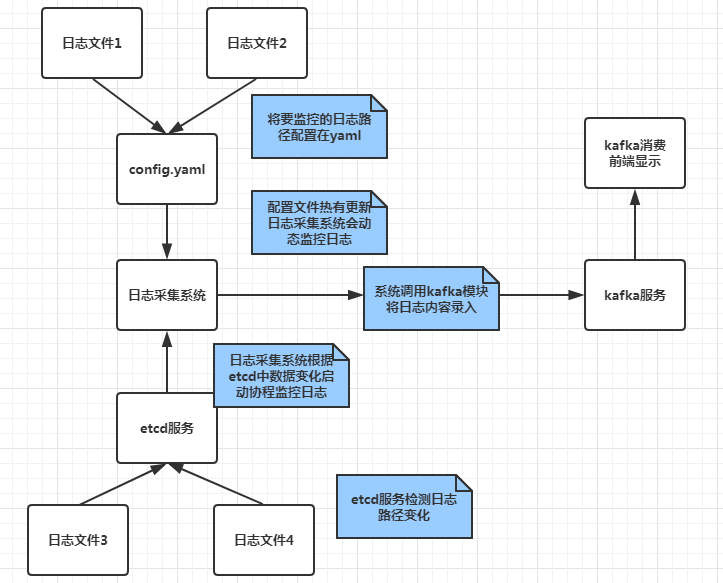 日志文件1
日志文件2
将要监控的日志路
径配置在yaml
config.yaml
kafka消费
前端显示
配置文件热有更新
日志采集系统会动
态监控日志
日志采集系统
系统调用kafka模块
将日志内容录入
kafka服务
日志采集系统根据
etcd中数据变化启
动协程监控日志
etcd服务
etcd服务检测日志
路径变化
日志文件3
日志文件4